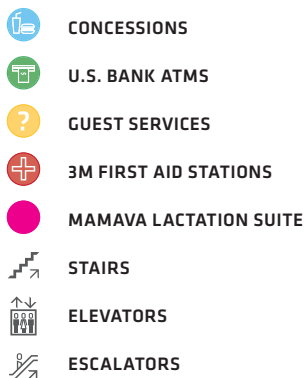 CONCESSIONS
U.S. BANK ATMS
? GUEST SERVICES
3M FIRST AID STATIONS
MAMAVA LACTATION SUITE
STAIRS
ELEVATORS
ESCALATORS